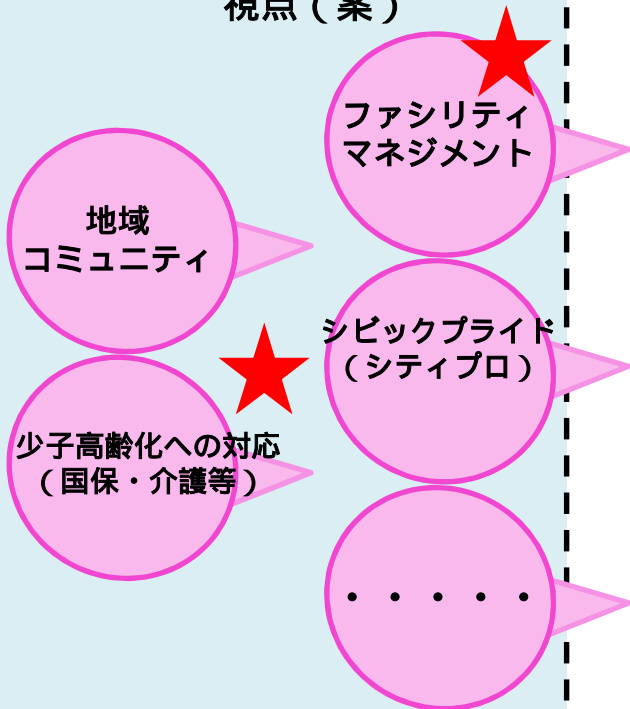 視点（案）
ファシリティ
マネジメント
地域
コミュニティ
シビックプライド
（シティプロ）
少子高齢化への対応
（国保・介護等）
・・・・・